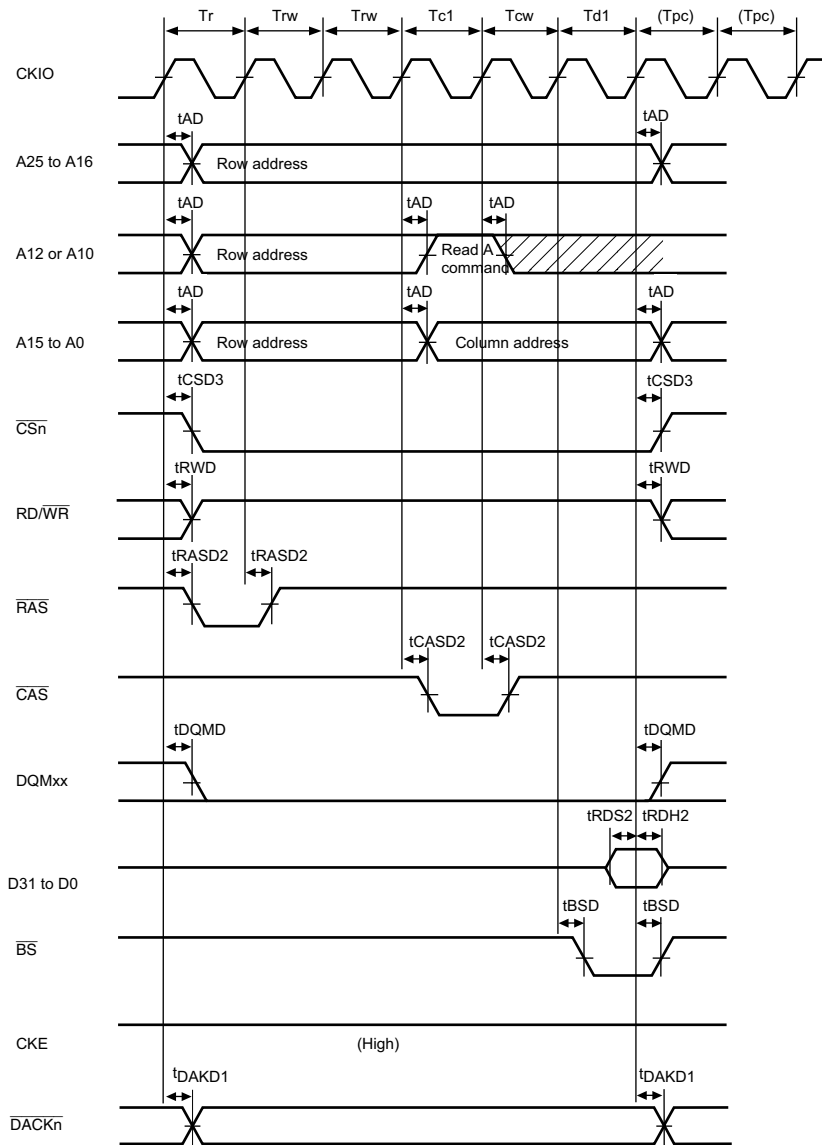 Tr Trw Trw Tc1 Tcw Td1 (Tpc) (Tpc)
CKIO
tAD tAD
A25 to A16 Row address
tAD tAD tAD
A12 or A10 Row address Read A
command
tAD tAD tAD
A15 to A0 Row address Column address
tCSD3 tCSD3
CSn
tRWD tRWD
RD/WR
tRASD2 tRASD2
RAS
tCASD2 tCASD2
CAS
tDQMD tDQMD
DQMxx
tRDS2 tRDH2
D31 to D0
tBSD tBSD
BS
CKE (High)
tDAKD1 tDAKD1
DACKn